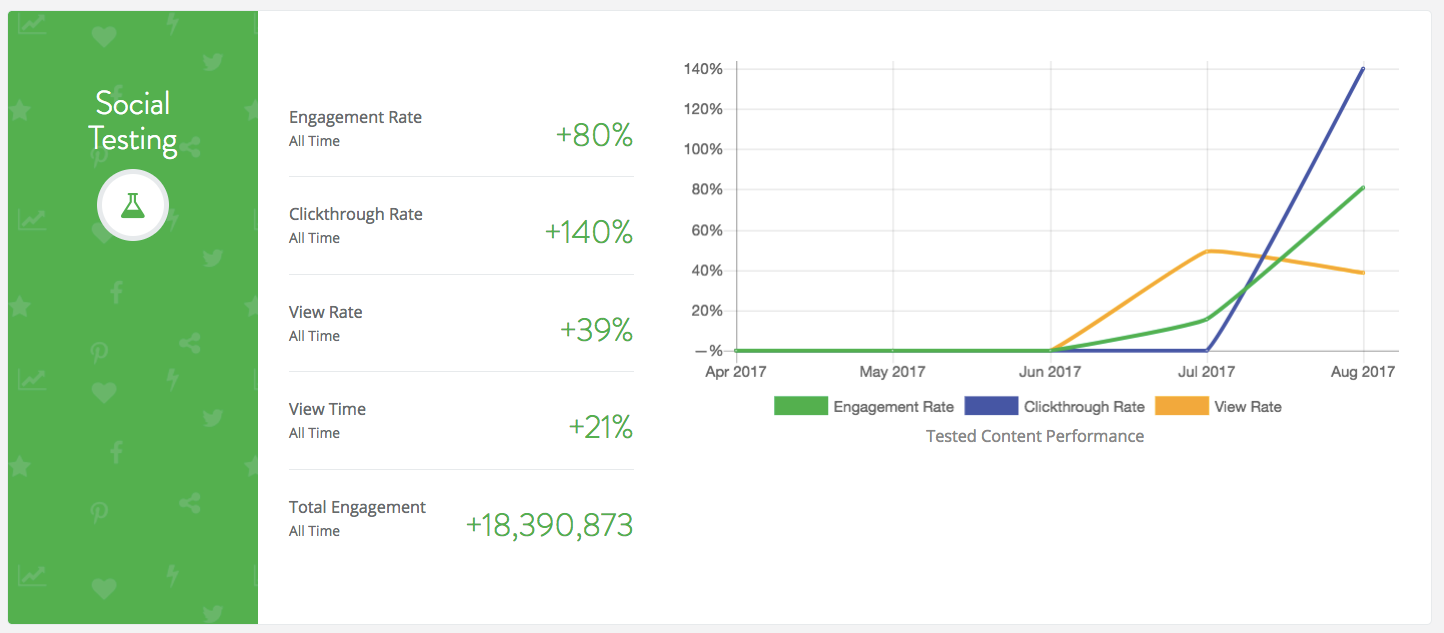 Social
Testing
Engagement Rate
All Time
+80%
Clickthrough Rate
All Time
+140%
View Rate
All Time
+39%
View Time
All Time
+21%
Total Engagement
All Time
+18,390,873
140%
120%
100%
80%
60%
40%
20%
—%
Apr 2017 May 2017 Jun 2017 Jul 2017 Aug 2017
Engagement Rate Clickthrough Rate View Rate
Tested Content Performance